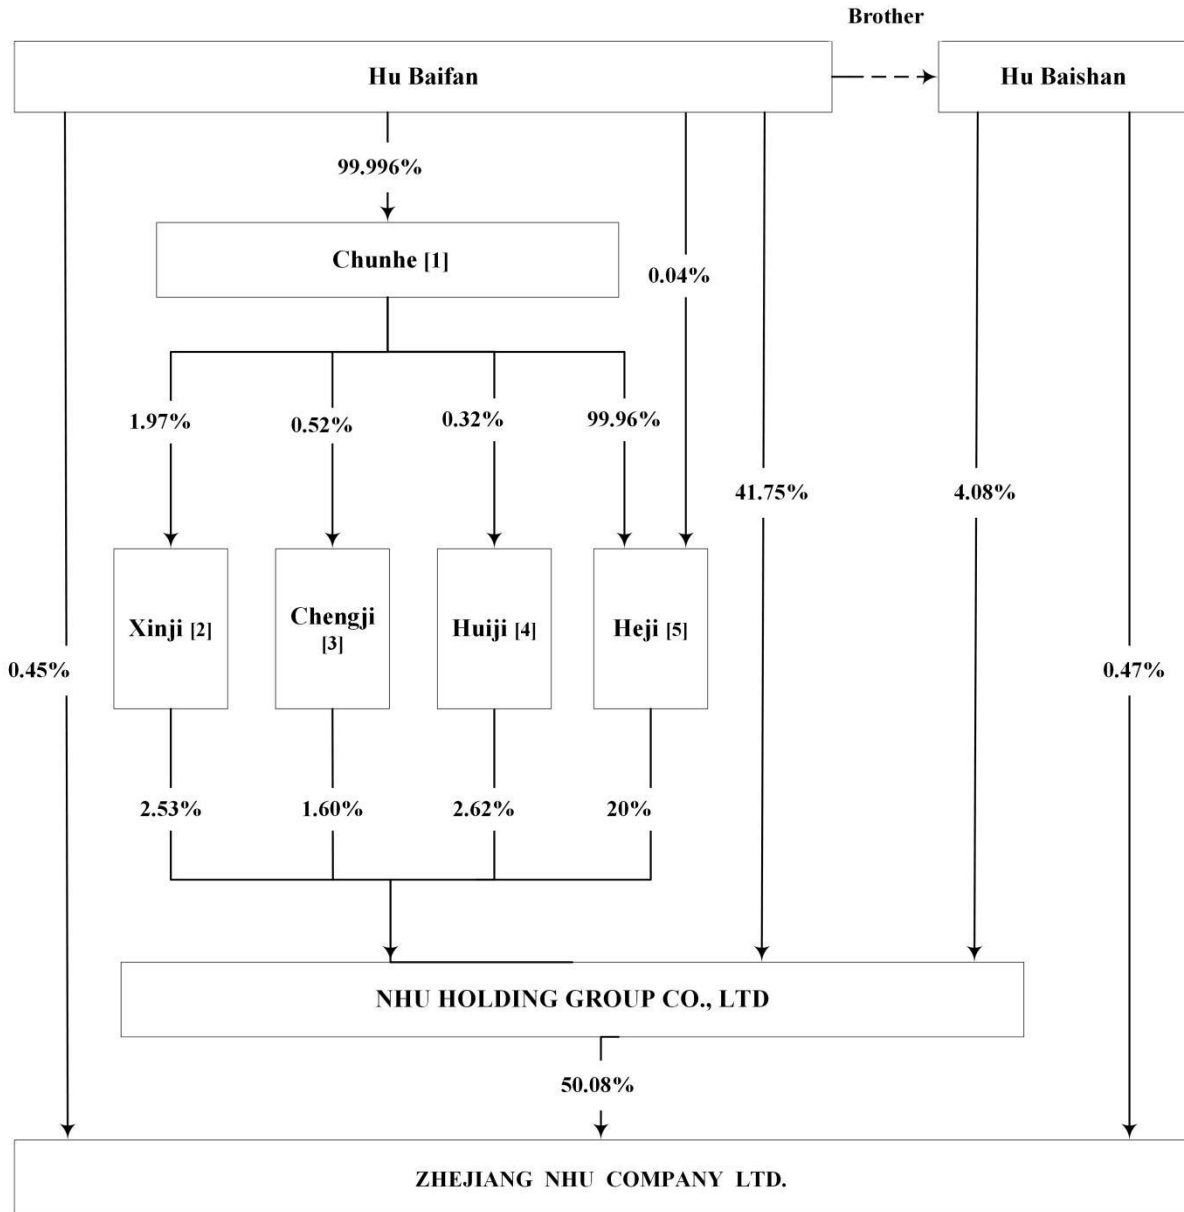 Brother
Hu Baifan
Hu Baishan
99.996%
Chunhe [1]
0.04%
1.97%
0.52%
0.32%
99.96%
41.75%
4.08%
Xinji [2]
Chengji
[3]
Huiji [4]
Heji [5]
0.45%
0.47%
2.53%
1.60%
2.62%
20%
NHU HOLDING GROUP CO., LTD
50.08%
ZHEJIANG NHU COMPANY LTD.